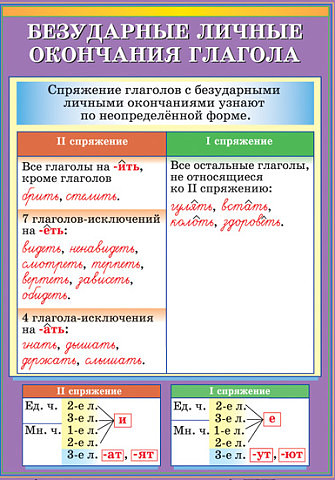 БЕЗУДАРНЫЕ ЛИЧНЫЕ
ОКОНЧАНИЯ ГЛАГОЛА
Спряжение глаголов с безударными
личными окончаниями узнают
по неопределённой форме.
II спряжение
Все глаголы на -ить,
кроме глаголов
брить, стелить.
7 глаголов-исключений
на -еть:
видеть, ненавидеть,
смотреть, терпеть,
вертеть, зависеть,
обидеть.
4 глагола-исключения
на -ать:
гнать, дышать,
держать, слышать.
I спряжение
Все остальные глаголы,
не относящиеся
ко II спряжению:
гулять, встать,
колоть, здороветь.
II спряжение
Ед. ч. 2-е л.
3-е л. и
Мн. ч. 1-е л.
2-е л.
3-е л. -ат, -ят
I спряжение
Ед. ч. 2-е л.
3-е л. е
Мн. ч. 1-е л.
2-е л.
3-е л. -ут, -ют